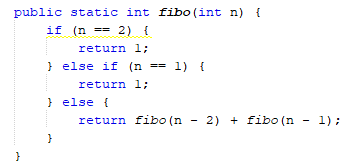 public static int fibo(int n) {
    if (n == 2) {
        return 1;
    } else if (n == 1) {
        return 1;
    } else {
        return fibo(n - 2) + fibo(n - 1);
    }
}